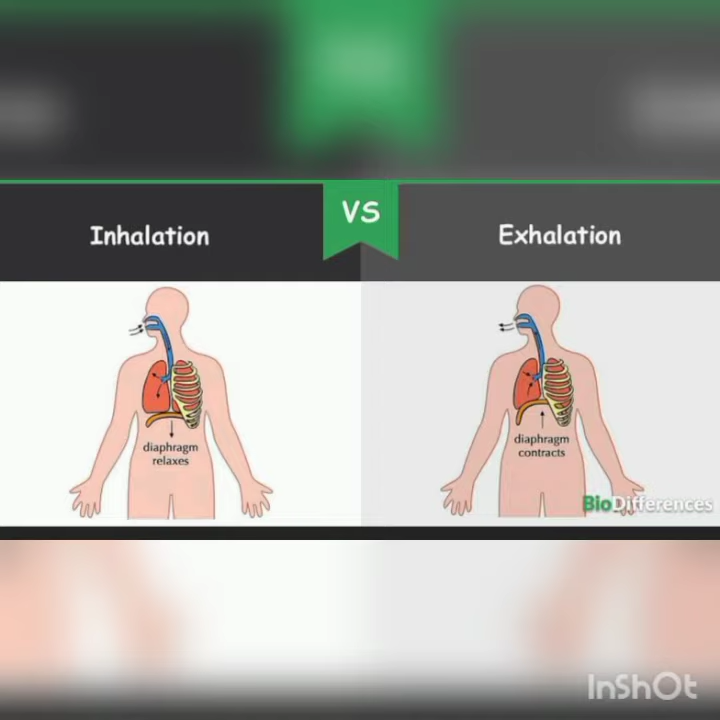 VS
Inhalation
Exhalation
diaphragm
relaxes
diaphragm
contracts
BioDifferences
InShOt